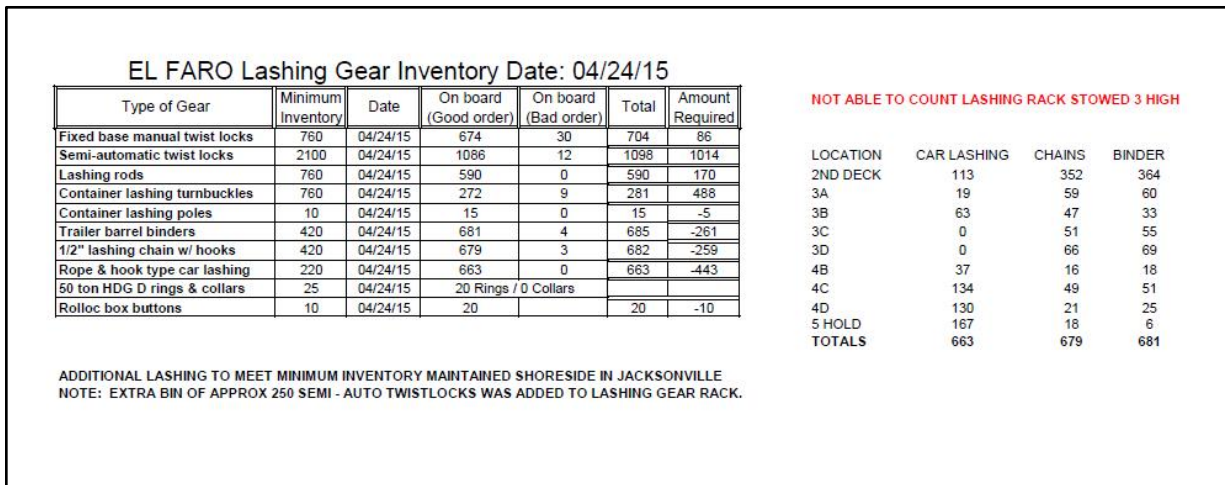 EL FARO Lashing Gear Inventory Date: 04/24/15
Type of Gear Minimum Inventory Date On board (Good order) On board (Bad order) Total Amount Required
Fixed base manual twist locks 760 04/24/15 674 30 704 86
Semi-automatic twist locks 2100 04/24/15 1086 12 1098 1014
Lashing rods 760 04/24/15 590 0 590 170
Container lashing turnbuckles 760 04/24/15 272 9 281 488
Container lashing poles 10 04/24/15 15 0 15 -5
Trailer barrel binders 420 04/24/15 681 4 685 -261
1/2" lashing chain w/ hooks 420 04/24/15 679 3 682 -259
Rope & hook type car lashing 220 04/24/15 663 0 663 -443
50 ton HDG D rings & collars 25 04/24/15 20 Rings / 0 Collars
Rolloc box buttons 10 04/24/15 20 20 -10
ADDITIONAL LASHING TO MEET MINIMUM INVENTORY MAINTAINED SHORESIDE IN JACKSONVILLE
NOTE: EXTRA BIN OF APPROX 250 SEMI - AUTO TWISTLOCKS WAS ADDED TO LASHING GEAR RACK.
NOT ABLE TO COUNT LASHING RACK STOWED 3 HIGH
LOCATION CAR LASHING CHAINS BINDER
2ND DECK 113 352 364
3A 19 59 60
3B 63 47 33
3C 0 51 55
3D 0 66 69
4B 37 16 18
4C 134 49 51
4D 130 21 25
5 HOLD 167 18 6
TOTALS 663 679 681